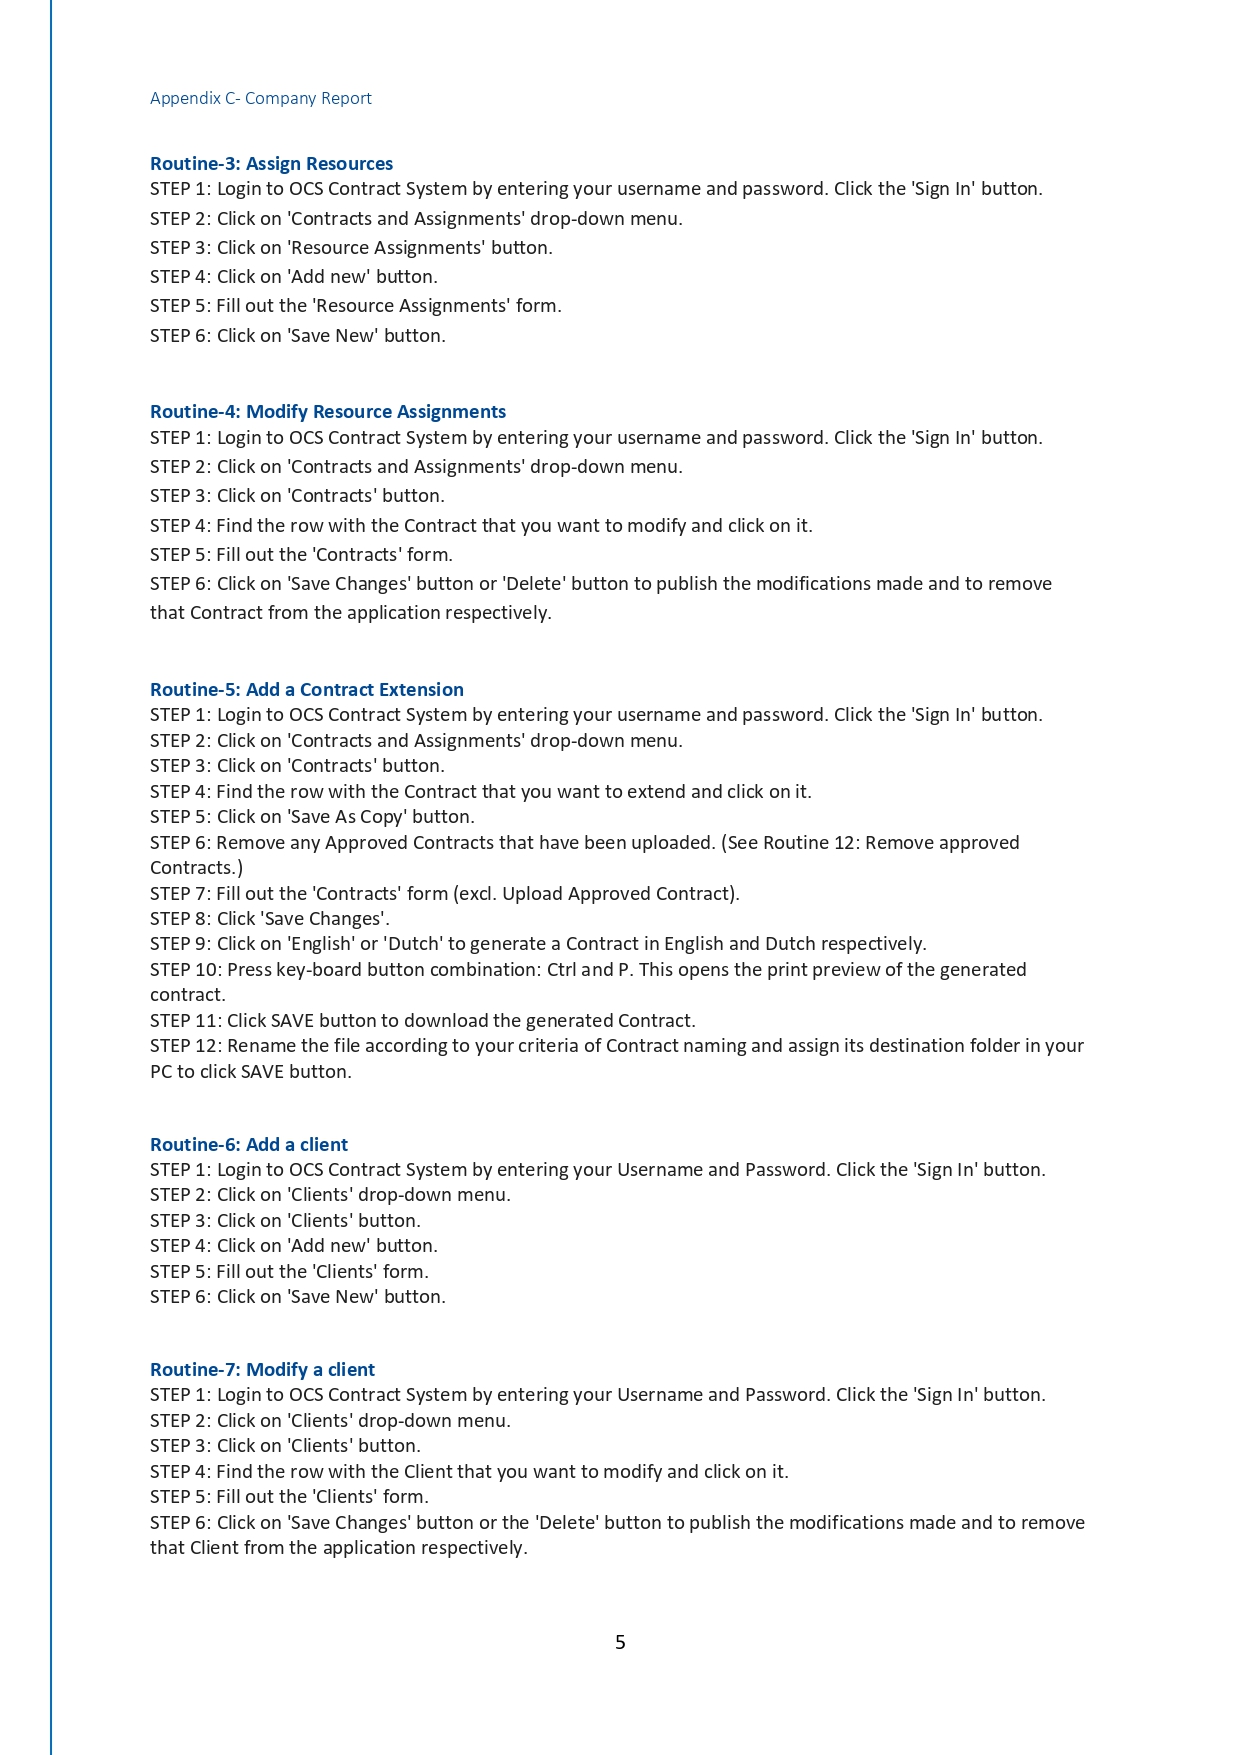 Appendix C- Company Report
Routine-3: Assign Resources
STEP 1: Login to OCS Contract System by entering your username and password. Click the 'Sign In' button.
STEP 2: Click on 'Contracts and Assignments' drop-down menu.
STEP 3: Click on 'Resource Assignments' button.
STEP 4: Click on 'Add new' button.
STEP 5: Fill out the 'Resource Assignments' form.
STEP 6: Click on 'Save New' button.
Routine-4: Modify Resource Assignments
STEP 1: Login to OCS Contract System by entering your username and password. Click the 'Sign In' button.
STEP 2: Click on 'Contracts and Assignments' drop-down menu.
STEP 3: Click on 'Contracts' button.
STEP 4: Find the row with the Contract that you want to modify and click on it.
STEP 5: Fill out the 'Contracts' form.
STEP 6: Click on 'Save Changes' button or 'Delete' button to publish the modifications made and to remove
that Contract from the application respectively.
Routine-5: Add a Contract Extension
STEP 1: Login to OCS Contract System by entering your username and password. Click the 'Sign In' button.
STEP 2: Click on 'Contracts and Assignments' drop-down menu.
STEP 3: Click on 'Contracts' button.
STEP 4: Find the row with the Contract that you want to extend and click on it.
STEP 5: Click on 'Save As Copy' button.
STEP 6: Remove any Approved Contracts that have been uploaded. (See Routine 12: Remove approved
Contracts.)
STEP 7: Fill out the 'Contracts' form (excl. Upload Approved Contract).
STEP 8: Click 'Save Changes'.
STEP 9: Click on 'English' or 'Dutch' to generate a Contract in English and Dutch respectively.
STEP 10: Press key-board button combination: Ctrl and P. This opens the print preview of the generated
contract.
STEP 11: Click SAVE button to download the generated Contract.
STEP 12: Rename the file according to your criteria of Contract naming and assign its destination folder in your
PC to click SAVE button.
Routine-6: Add a client
STEP 1: Login to OCS Contract System by entering your Username and Password. Click the 'Sign In' button.
STEP 2: Click on 'Clients' drop-down menu.
STEP 3: Click on 'Clients' button.
STEP 4: Click on 'Add new' button.
STEP 5: Fill out the 'Clients' form.
STEP 6: Click on 'Save New' button.
Routine-7: Modify a client
STEP 1: Login to OCS Contract System by entering your Username and Password. Click the 'Sign In' button.
STEP 2: Click on 'Clients' drop-down menu.
STEP 3: Click on 'Clients' button.
STEP 4: Find the row with the Client that you want to modify and click on it.
STEP 5: Fill out the 'Clients' form.
STEP 6: Click on 'Save Changes' button or the 'Delete' button to publish the modifications made and to remove
that Client from the application respectively.
5